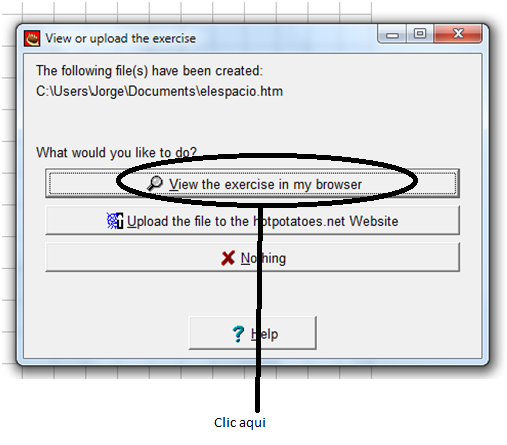 View or upload the exercise
The following file(s) have been created:
C:\Users\Jorge\Documents\elespacio.htm
What would you like to do?
View the exercise in my browser
Upload the file to the hotpotatoes.net Website
Nothing
Help
Clic aqui